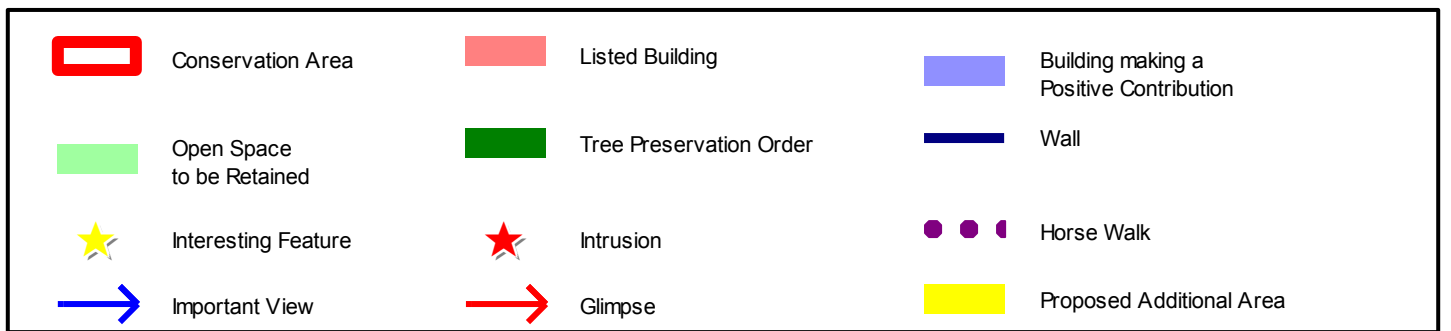 Conservation Area
Listed Building
Building making a
Positive Contribution
Open Space
to be Retained
Tree Preservation Order
Wall
Interesting Feature
Intrusion
Horse Walk
Important View
Glimpse
Proposed Additional Area